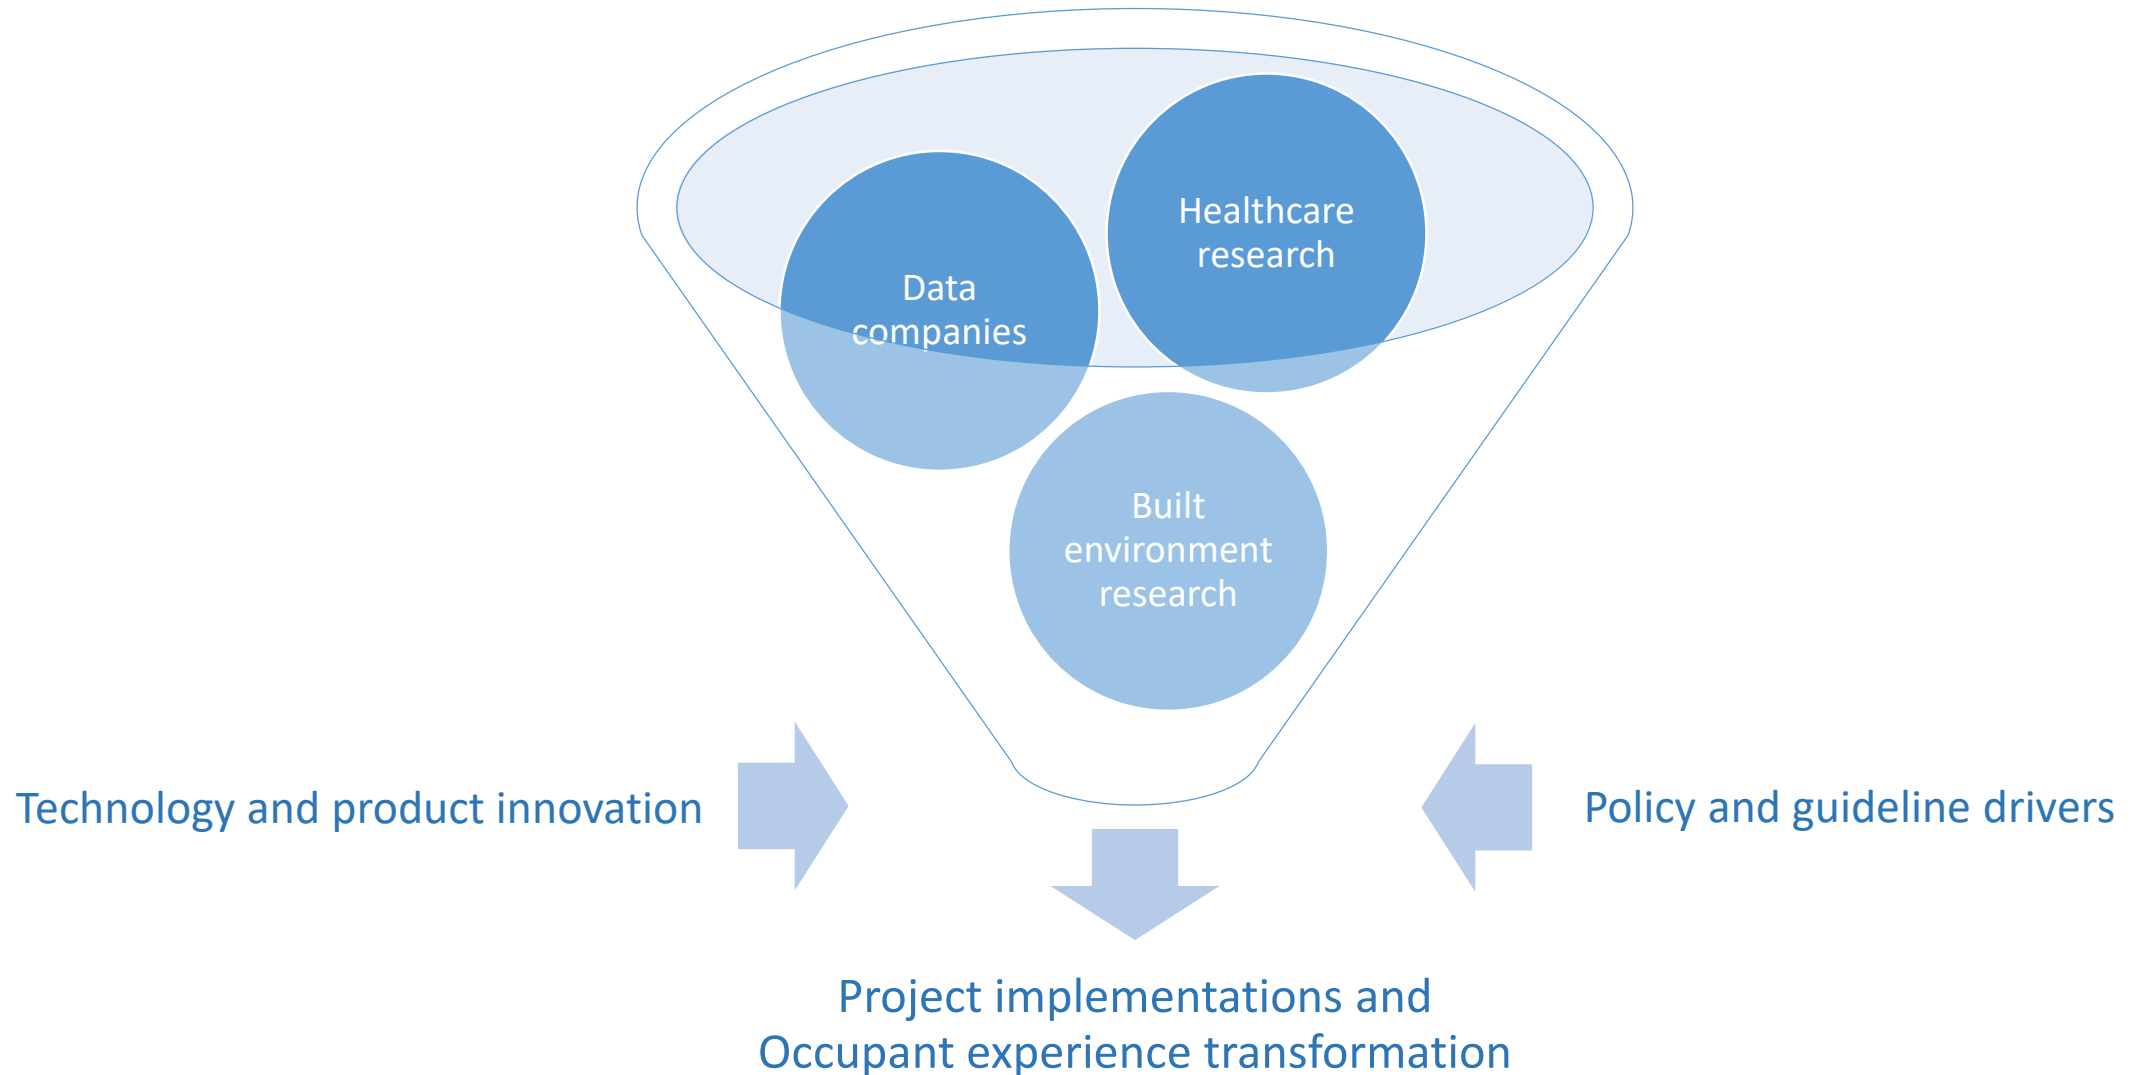 Healthcare
research
Data
companies
Built
environment
research
Technology and product innovation
Policy and guideline drivers
Project implementations and
Occupant experience transformation